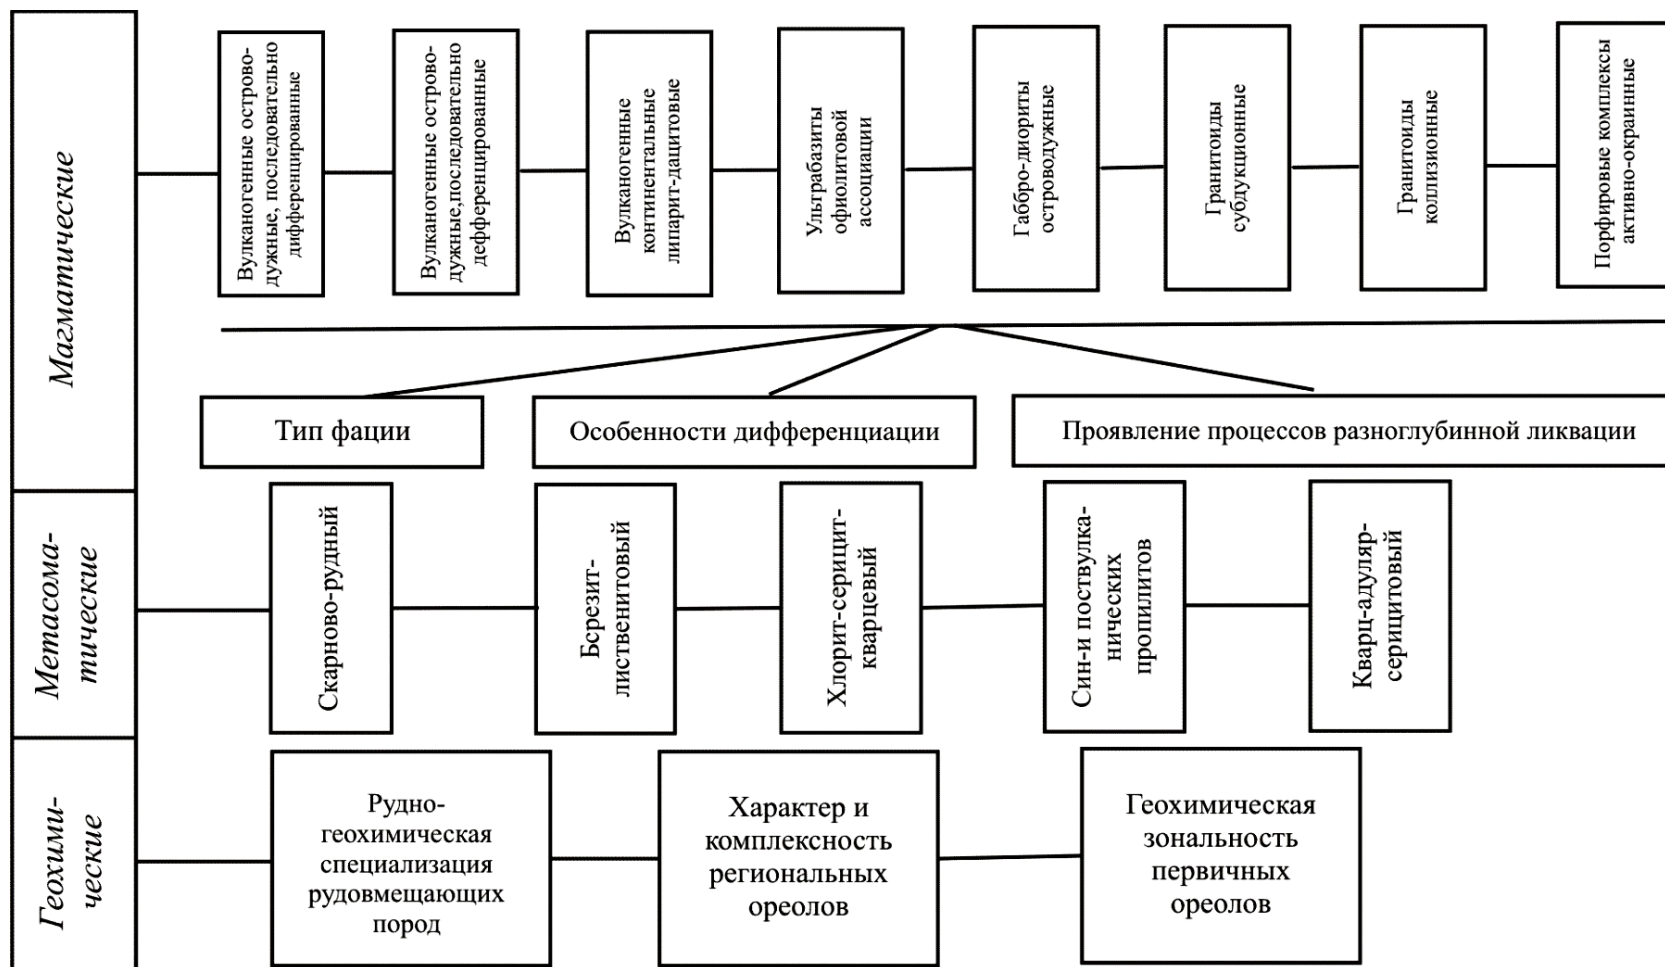 Магматические
Вулканогенные острово-
дужные, последовательно
дифференцированные
Вулканогенные острово-
дужные,последовательно
дефференцированные
Вулканогенные
континентальные
липарит-дацитовые
Ультрабазиты
офиолитовой
ассоциации
Габбро-диориты
островодужные
Гранитоиды
субдукционные
Гранитоиды
коллизионные
Порфировые комплексы
активно-окраинные
Тип фации
Особенности дифференциации
Проявление процессов разноглубинной ликвации
Метасома-
тические
Скарново-рудный
Бсрезит-
лиственитовый
Хлорит-серицит-
кварцевый
Син-и поствулка-
нических
пропилитов
Кварц-адуляр-
серицитовый
Геохими-
ческие
Рудно-
геохимическая
специализация
рудовмещающих
пород
Характер и
комплексность
региональных
ореолов
Геохимическая
зональность
первичных
ореолов